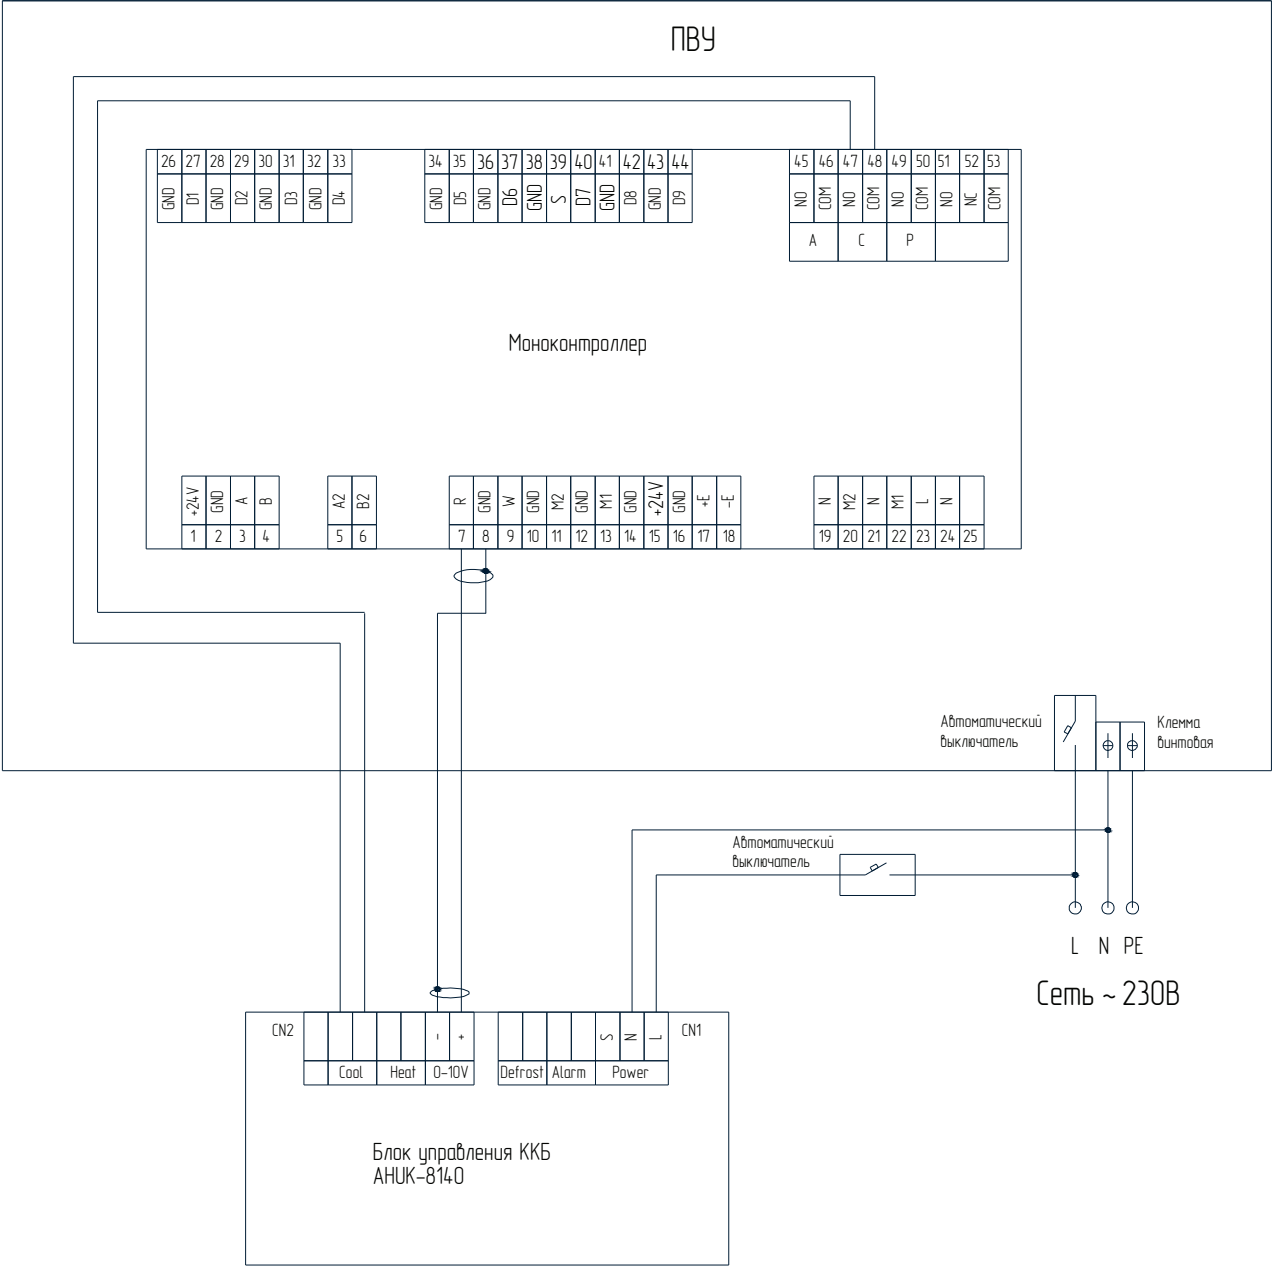 ПВУ
26 27 28 29 30 31 32 33
GND D1 GND D2 GND D3 GND D4
34 35 36 37 38 39 40 41 42 43 44
GND D5 GND D6 GND S D7 GND D8 GND D9
45 46 47 48 49 50 51 52 53
NO COM NO COM NO COM NO NC COM
A C P
Моноконтроллер
+24V GND A B
1 2 3 4
A2 B2
5 6
R GND W GND M2 GND M1 GND +24V GND +E -E
7 8 9 10 11 12 13 14 15 16 17 18
N M2 N M1 L N
19 20 21 22 23 24 25
Автоматический
выключатель
Клемма
винтовая
Автоматический
выключатель
L N PE
Сеть ~ 230В
CN2
- +
Cool Heat 0-10V
S N L
Defrost Alarm Power
CN1
Блок управления ККБ
AHUK-8140